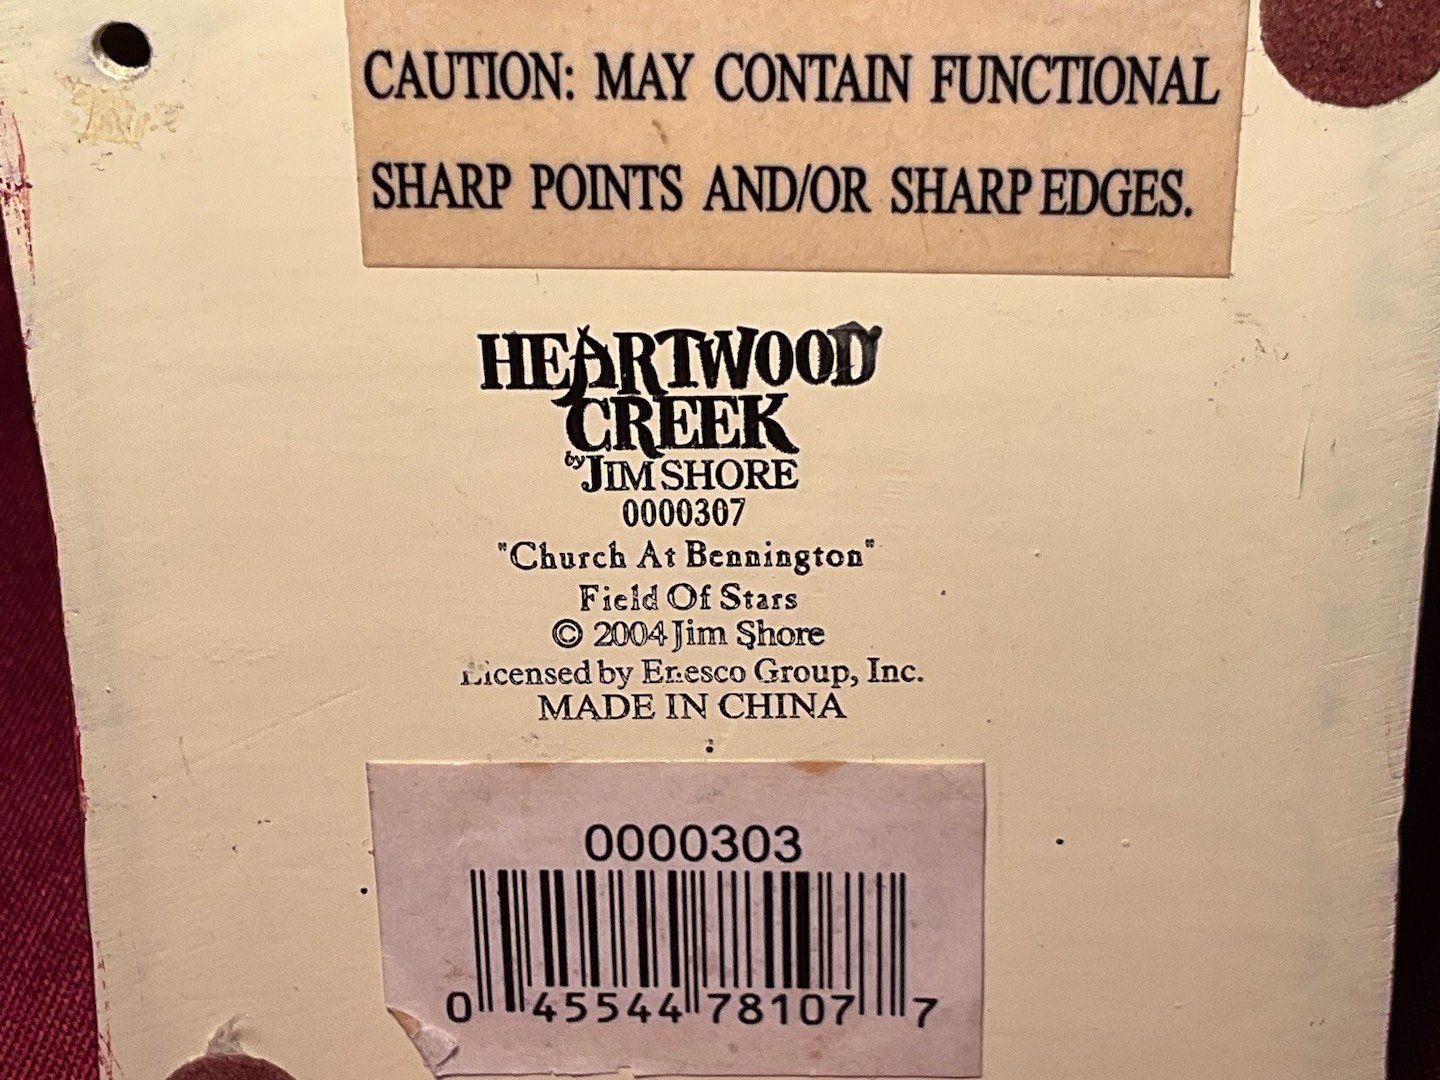 CAUTION: MAY CONTAIN FUNCTIONAL
SHARP POINTS AND/OR SHARP EDGES.
HEARTWOOD
CREEK
by JIM SHORE
0000307
"Church At Bennington"
Field Of Stars
© 2004 Jim Shore
Licensed by Enesco Group, Inc.
MADE IN CHINA
0000303
0 45544 78107 7